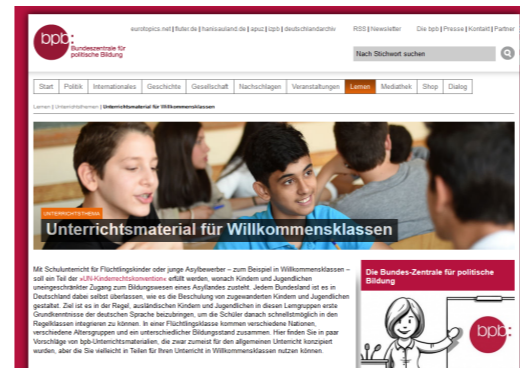 eurotopics.net | fluter.de | hanisauland.de | apuz | izpb | deutschlandarchiv
RSS | Newsletter
Die bpb | Presse | Kontakt | Partner
bpb:
Bundeszentrale für
politische Bildung
Nach Stichwort suchen
Start
Politik
Internationales
Geschichte
Gesellschaft
Nachschlagen
Veranstaltungen
Lernen
Mediathek
Shop
Dialog
Lernen | Unterrichtsthemen | Unterrichtsmaterial für Willkommensklassen
UNTERRICHTSTHEMA
Unterrichtsmaterial für Willkommensklassen
Mit Schulunterricht für Flüchtlingskinder oder junge Asylbewerber – zum Beispiel in Willkommensklassen –
soll ein Teil der »UN-Kinderrechtskonvention« erfüllt werden, wonach Kindern und Jugendlichen
uneingeschränkter Zugang zum Bildungswesen eines Asyllandes zusteht. Jedem Bundesland ist es in
Deutschland dabei selbst überlassen, wie es die Beschulung von zugewanderten Kindern und Jugendlichen
gestaltet. Ziel ist es in der Regel, ausländischen Kindern und Jugendlichen in diesen Lerngruppen erste
Grundkenntnisse der deutschen Sprache beizubringen, um die Schüler danach schnellstmöglich in den
Regelklassen integrieren zu können. In einer Flüchtlingsklasse kommen verschiedene Nationen,
verschiedene Altersgruppen und ein unterschiedlicher Bildungsstand zusammen. Hier finden Sie in paar
Vorschläge von bpb-Unterrichtsmaterialien, die zwar zumeist für den allgemeinen Unterricht konzipiert
wurden, aber die Sie vielleicht in Teilen für Ihren Unterricht in Willkommensklassen nutzen können.
Die Bundes-Zentrale für politische
Bildung
bpb: